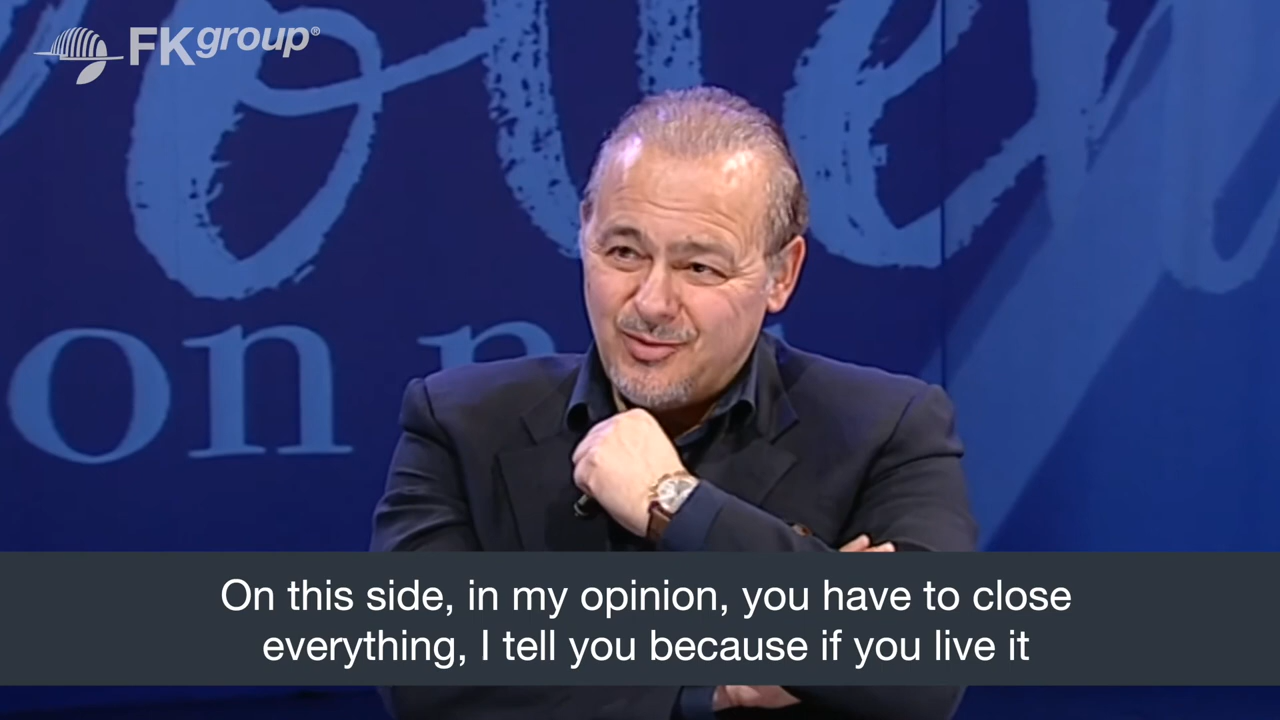 FKgroup®
on
On this side, in my opinion, you have to close
everything, I tell you because if you live it